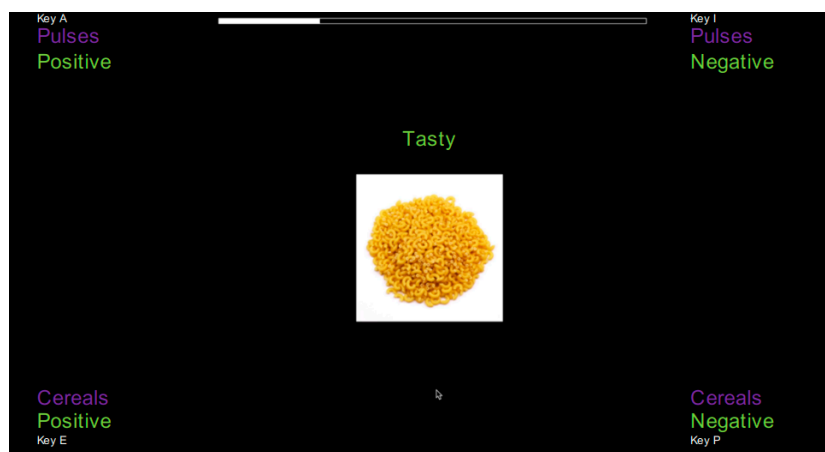 Key A
Pulses
Positive
Key I
Pulses
Negative
Tasty
Cereals
Positive
Key E
Cereals
Negative
Key P